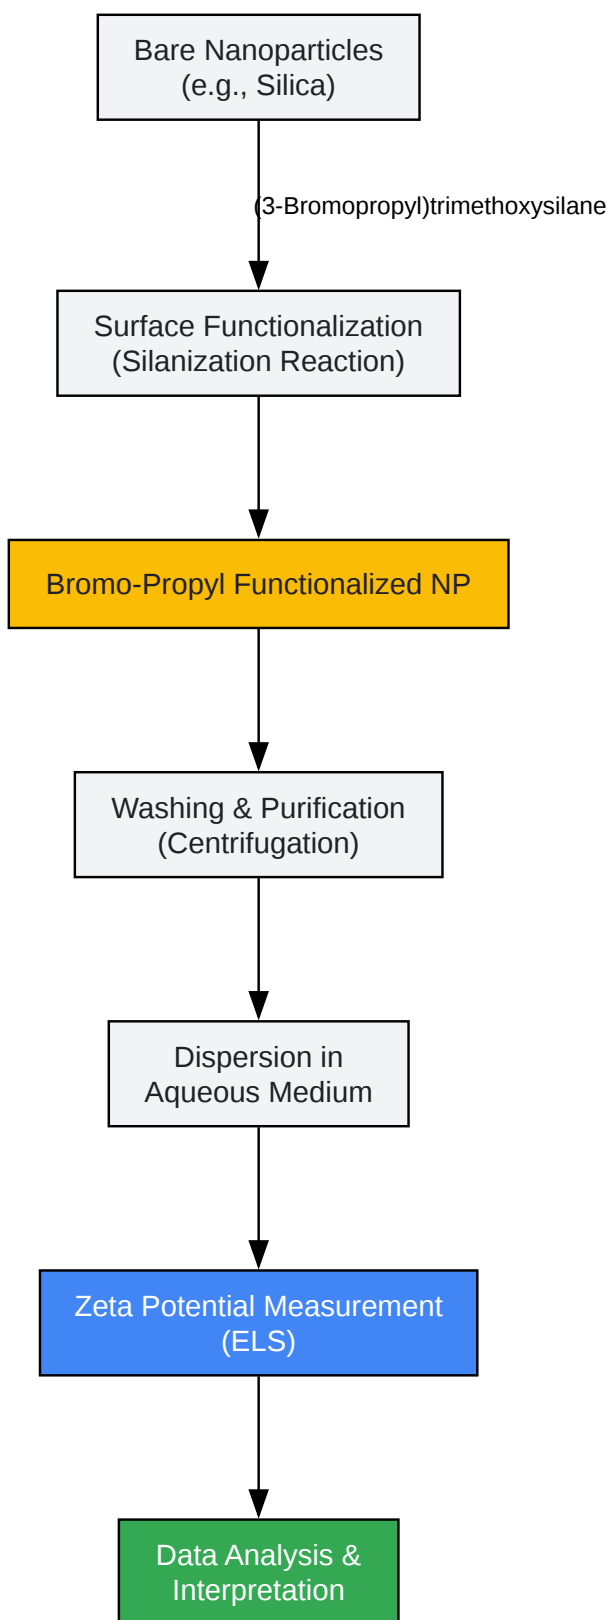 Bare Nanoparticles
(e.g., Silica)
(3-Bromopropyl)trimethoxysilane
Surface Functionalization
(Silanization Reaction)
Bromo-Propyl Functionalized NP
Washing & Purification
(Centrifugation)
Dispersion in
Aqueous Medium
Zeta Potential Measurement
(ELS)
Data Analysis &
Interpretation